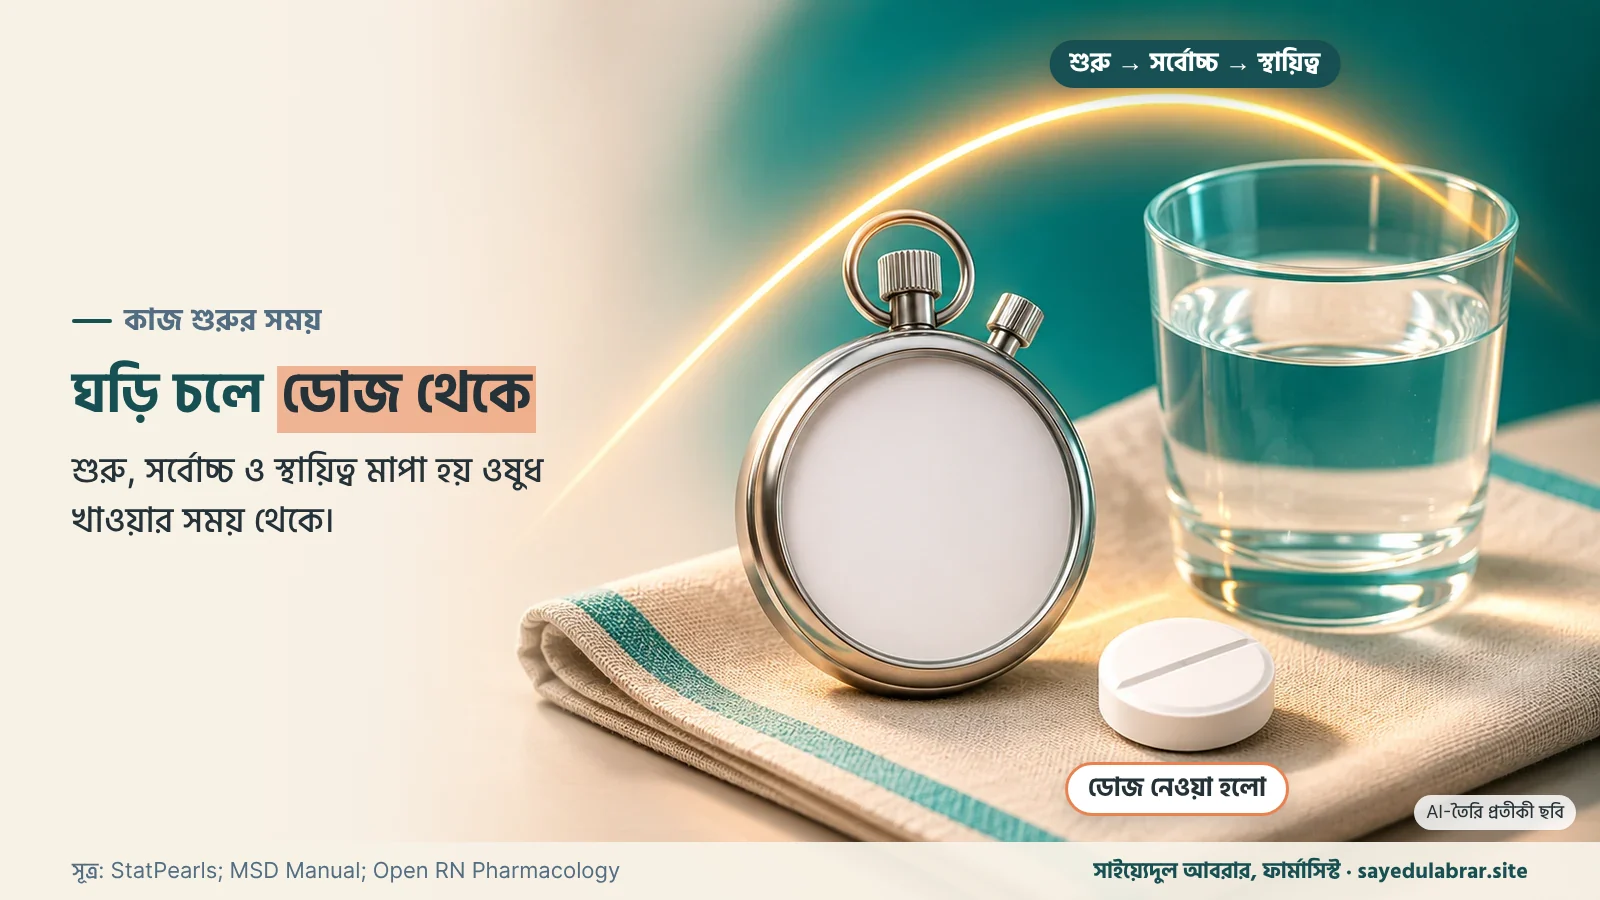 শুরু → সর্বোচ্চ → স্থায়িত্ব
কাজ শুরুর সময়
ঘড়ি চলে ডোজ থেকে
শুরু, সর্বোচ্চ ও স্থায়িত্ব মাপা হয় ওষুধ
খাওয়ার সময় থেকে।
ডোজ নেওয়া হলো
AI-তৈরি প্রতীকী ছবি
সূত্র: StatPearls; MSD Manual; Open RN Pharmacology
সাইয়্যেদুল আবরার, ফার্মাসিস্ট · sayedulabrar.site